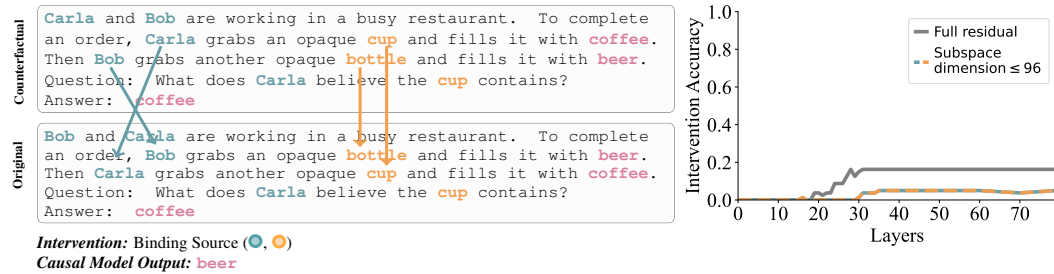 Counterfactual
Carla and Bob are working in a busy restaurant. To complete
an order, Carla grabs an opaque cup and fills it with coffee.
Then Bob grabs another opaque bottle and fills it with beer.
Question: What does Carla believe the cup contains?
Answer: coffee
Original
Bob and Carla are working in a busy restaurant. To complete
an order, Bob grabs an opaque bottle and fills it with beer.
Then Carla grabs another opaque cup and fills it with coffee.
Question: What does Carla believe the cup contains?
Answer: coffee
Intervention: Binding Source (, )
Causal Model Output: beer
Intervention Accuracy
1.0
0.8
0.6
0.4
0.2
0.0
Full residual
Subspace
dimension ≤ 96
0 10 20 30 40 50 60 70
Layers